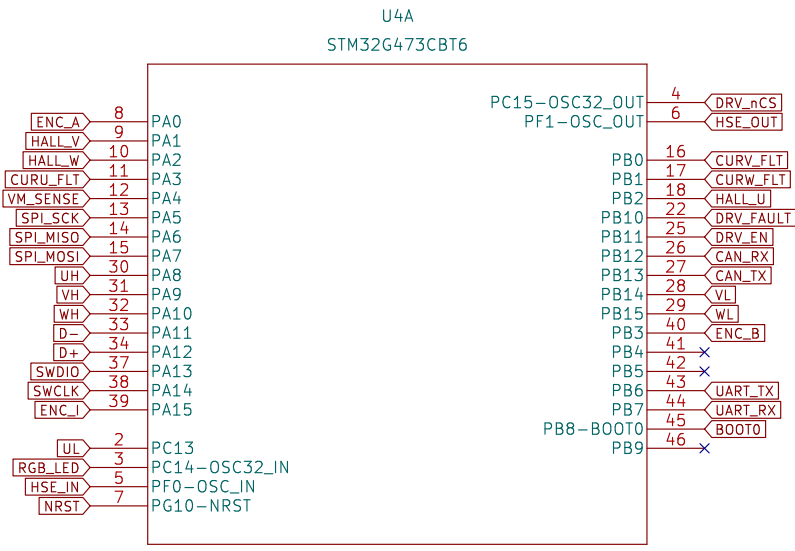 U4A
STM32G473CBT6
4 PC15-OSC32_OUT DRV_nCS
ENC_A 8 PA0
PF1-OSC_OUT 6 HSE_OUT
HALL_V 9 PA1
HALL_W 10 PA2
PB0 16 CURV_FLT
CURU_FLT 11 PA3
PB1 17 CURW_FLT
VM_SENSE 12 PA4
PB2 18 HALL_U
SPI_SCK 13 PA5
PB10 22 DRV_FAULT
SPI_MISO 14 PA6
PB11 25 DRV_EN
SPI_MOSI 15 PA7
PB12 26 CAN_RX
UH 30 PA8
PB13 27 CAN_TX
VH 31 PA9
PB14 28 VL
WH 32 PA10
PB15 29 WL
D- 33 PA11
PB3 40 ENC_B
D+ 34 PA12
PB4 41
SWDIO 37 PA13
PB5 42
SWCLK 38 PA14
PB6 43 UART_TX
ENC_I 39 PA15
PB7 44 UART_RX
PB8-BOOT0 45 BOOT0
UL 2 PC13
PB9 46
RGB_LED 3 PC14-OSC32_IN
HSE_IN 5 PF0-OSC_IN
NRST 7 PG10-NRST